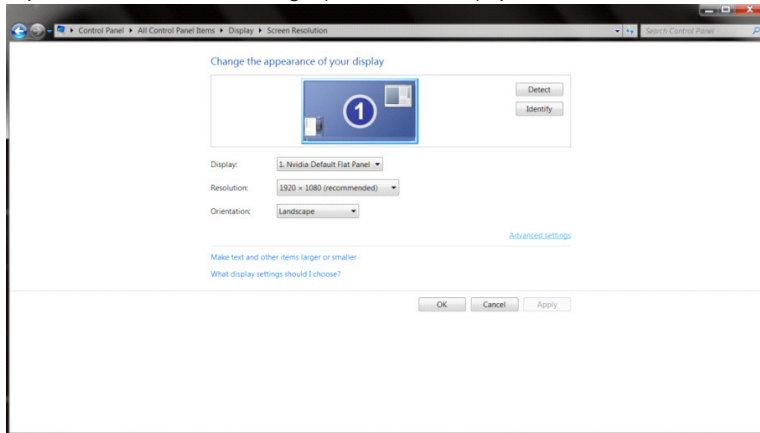 Control Panel ▸ All Control Panel Items ▸ Display ▸ Screen Resolution
Search Control Panel
Change the appearance of your display
1
Detect
Identify
Display: 1. Nvidia Default Flat Panel
Resolution: 1920 × 1080 (recommended)
Orientation: Landscape
Advanced settings
Make text and other items larger or smaller
What display settings should I choose?
OK Cancel Apply